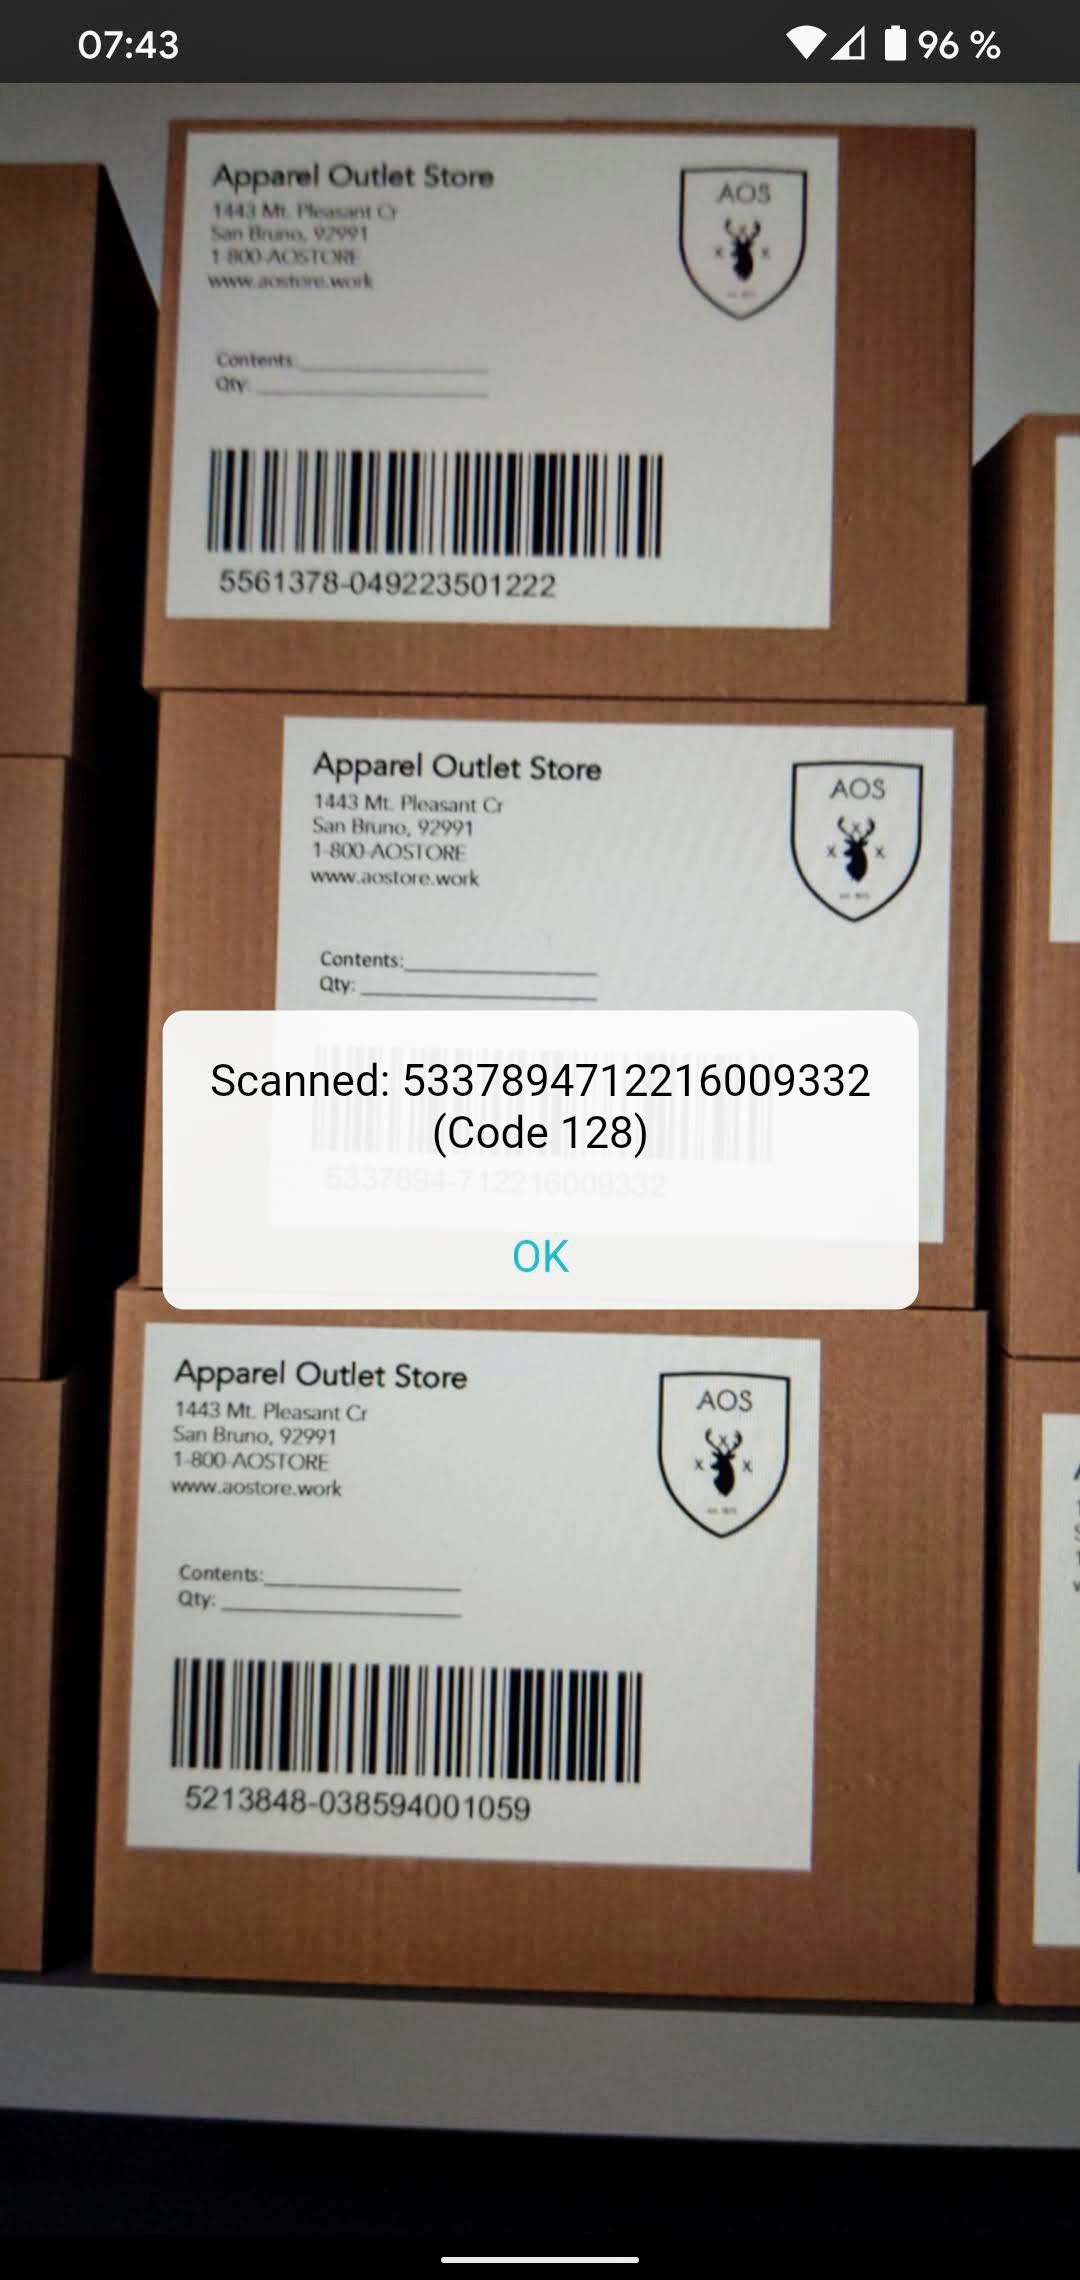 07:43
96 %
Apparel Outlet Store
1443 Mt. Pleasant Cr
San Bruno, 92991
1-800-AOSTORE
www.aostore.work
AOS
x x x
Contents:
Qty:
5561378-049223501222
Apparel Outlet Store
1443 Mt. Pleasant Cr
San Bruno, 92991
1-800-AOSTORE
www.aostore.work
AOS
x x x
Contents:
Qty:
Scanned: 5337894712216009332
(Code 128)
5337894-712216009332
OK
Apparel Outlet Store
1443 Mt. Pleasant Cr
San Bruno, 92991
1-800-AOSTORE
www.aostore.work
AOS
x x x
Contents:
Qty:
5213848-038594001059